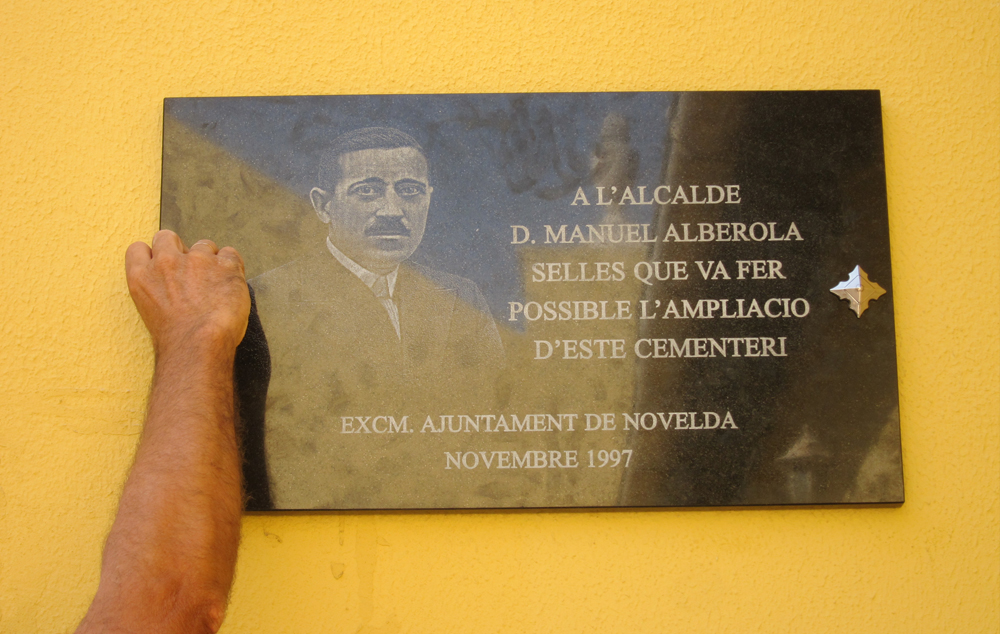 A L'ALCALDE
D. MANUEL ALBEROLA
SELLES QUE VA FER
POSSIBLE L'AMPLIACIO
D'ESTE CEMENTERI
EXCM. AJUNTAMENT DE NOVELDA
NOVEMBRE 1997